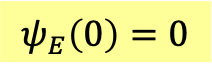 ψ_E(0) = 0